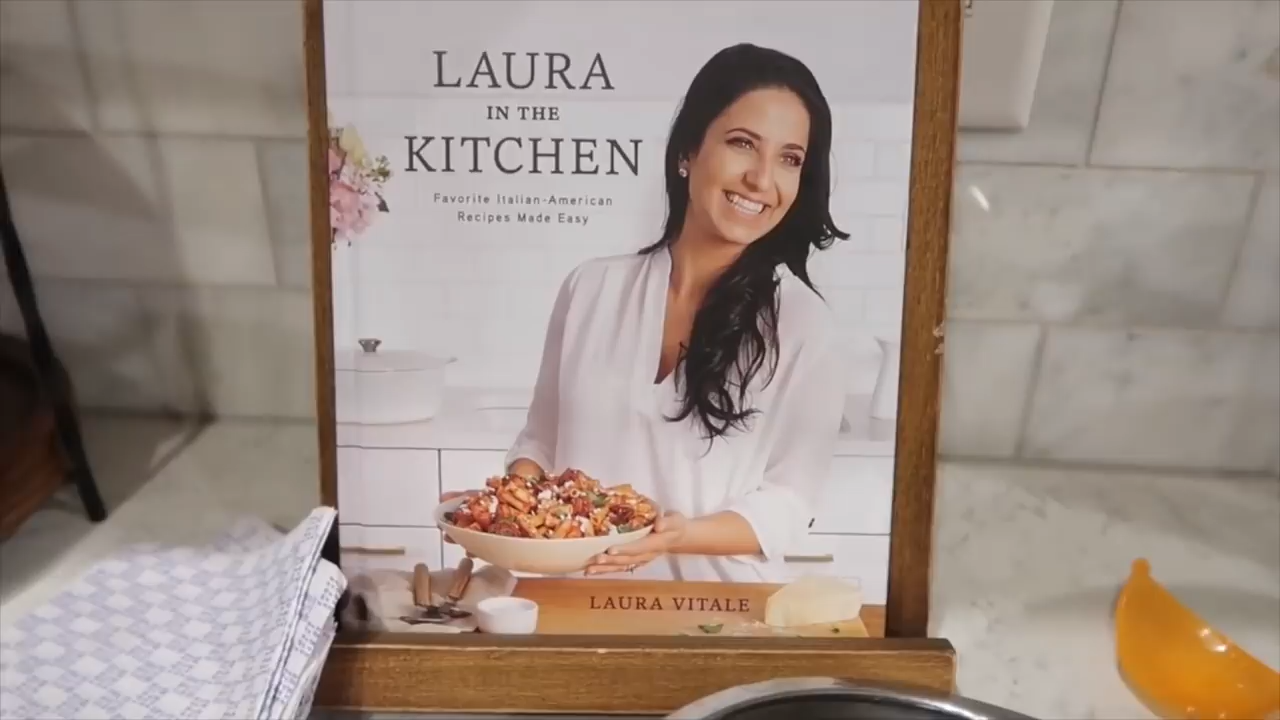 LAURA
IN THE
KITCHEN
Favorite Italian-American
Recipes Made Easy
LAURA VITALE